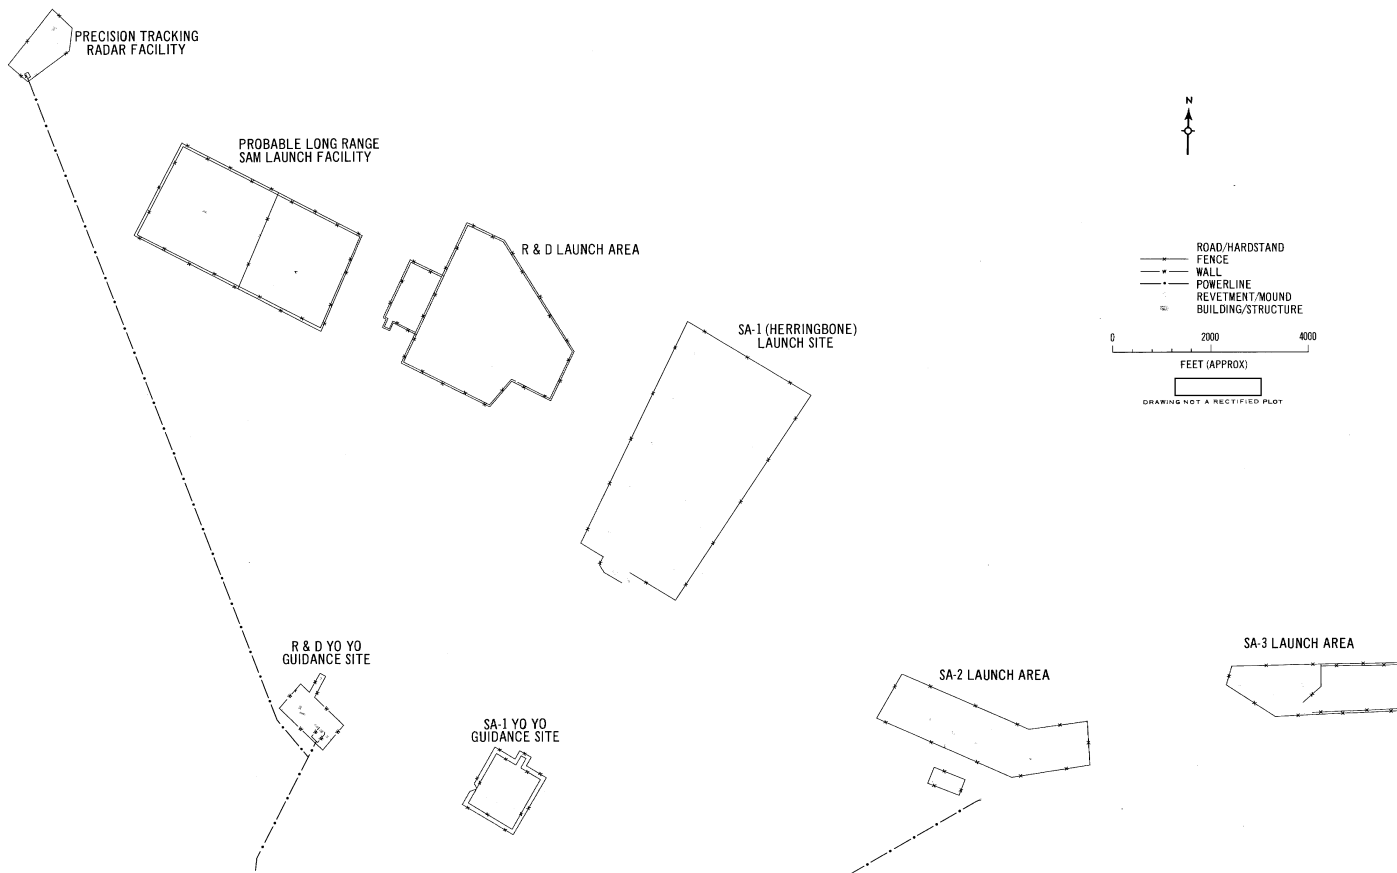 PRECISION TRACKING
RADAR FACILITY
PROBABLE LONG RANGE
SAM LAUNCH FACILITY
R & D LAUNCH AREA
SA-1 (HERRINGBONE)
LAUNCH SITE
N
ROAD/HARDSTAND
FENCE
WALL
POWERLINE
REVETMENT/MOUND
BUILDING/STRUCTURE
0 2000 4000
FEET (APPROX)
DRAWING NOT A RECTIFIED PLOT
R & D YO YO
GUIDANCE SITE
SA-1 YO YO
GUIDANCE SITE
SA-2 LAUNCH AREA
SA-3 LAUNCH AREA